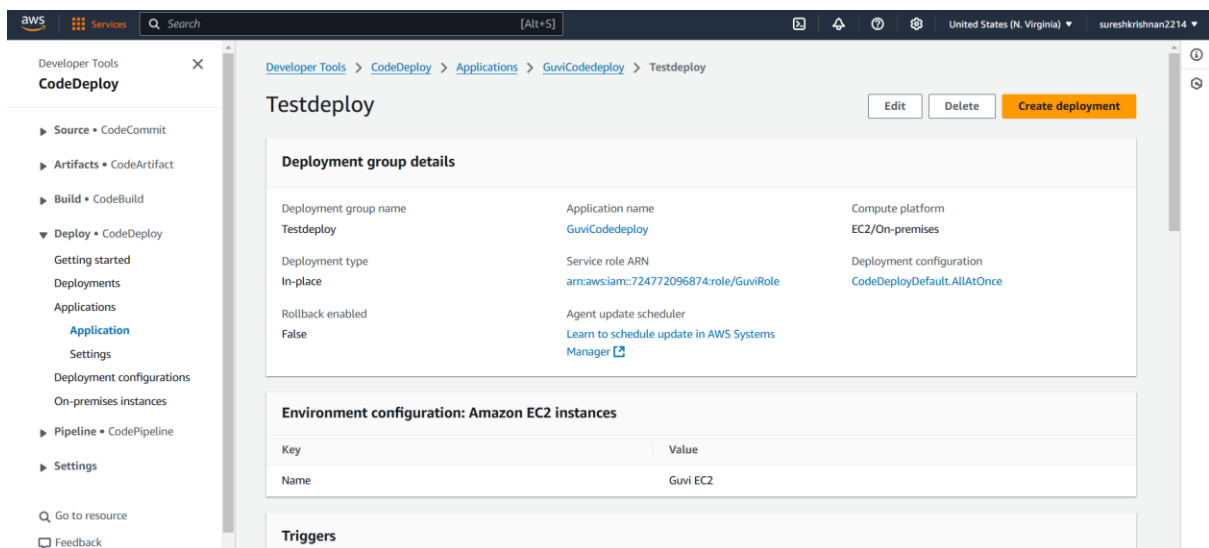 aws Services Search [Alt+S] United States (N. Virginia) ▼ sureshkrishnan2214 ▼
Developer Tools
CodeDeploy
Source • CodeCommit
Artifacts • CodeArtifact
Build • CodeBuild
Deploy • CodeDeploy
Getting started
Deployments
Applications
Application
Settings
Deployment configurations
On-premises instances
Pipeline • CodePipeline
Settings
Go to resource
Feedback
Developer Tools > CodeDeploy > Applications > GuviCodedeploy > Testdeploy
Testdeploy
Edit Delete Create deployment
Deployment group details
Deployment group name Application name Compute platform
Testdeploy GuviCodedeploy EC2/On-premises
Deployment type Service role ARN Deployment configuration
In-place arn:aws:iam::724772096874:role/GuviRole CodeDeployDefault.AllAtOnce
Rollback enabled Agent update scheduler
False Learn to schedule update in AWS Systems
Manager
Environment configuration: Amazon EC2 instances
Key Value
Name Guvi EC2
Triggers